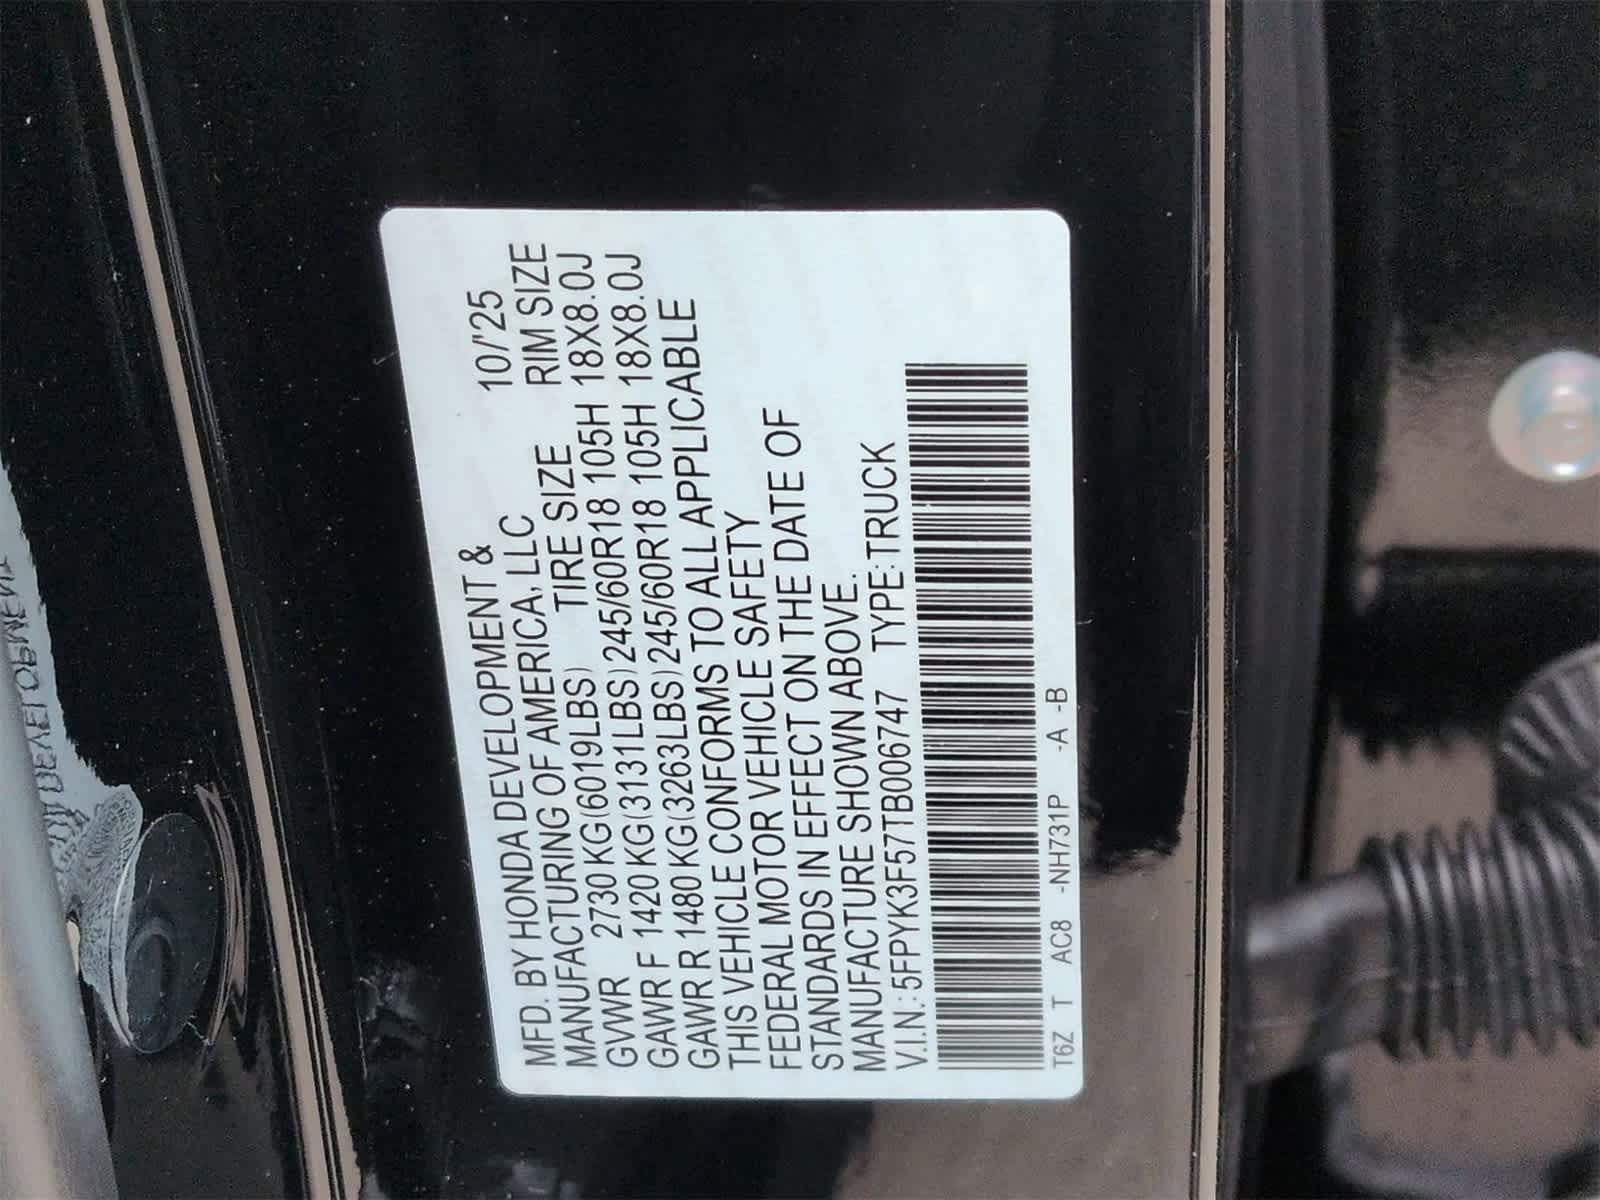 MFD. BY HONDA DEVELOPMENT & 10/'25
MANUFACTURING OF AMERICA, LLC RIM SIZE
GVWR 2730 KG(6019LBS) TIRE SIZE
GAWR F 1420 KG(3131LBS)245/60R18 105H 18X8.0J
GAWR R 1480 KG(3263LBS)245/60R18 105H 18X8.0J
THIS VEHICLE CONFORMS TO ALL APPLICABLE
FEDERAL MOTOR VEHICLE SAFETY
STANDARDS IN EFFECT ON THE DATE OF
MANUFACTURE SHOWN ABOVE.
V.I.N.:5FPYK3F57TB006747 TYPE:TRUCK
T6Z T AC8 -NH731P -A -B